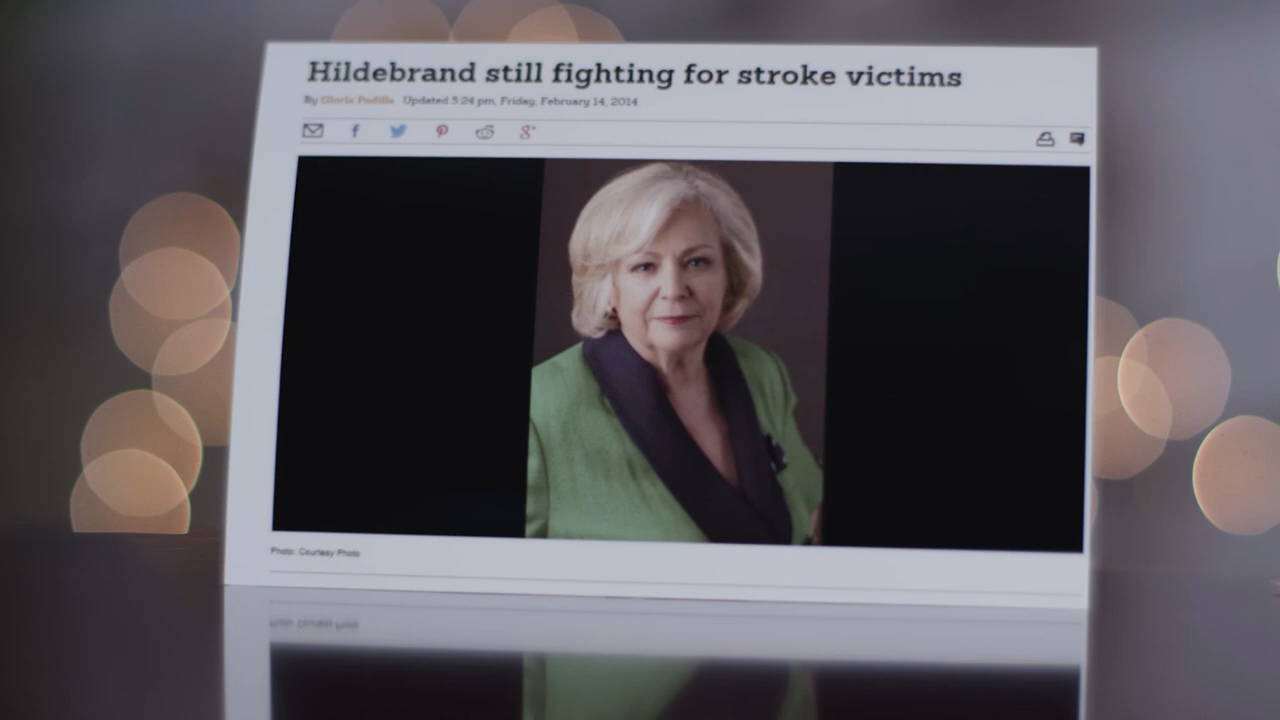 Hildebrand still fighting for stroke victims
By Gloria Padilla Updated 5:24 pm, Friday, February 14, 2014
Photo: Courtesy Photo